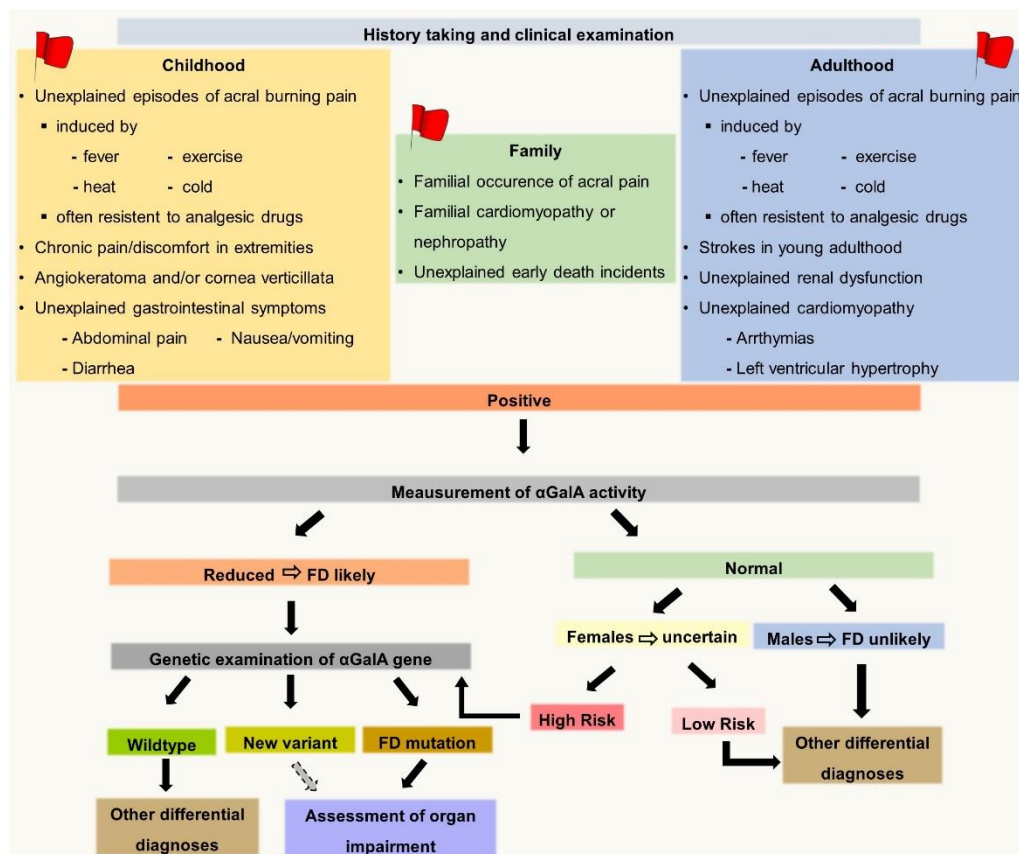 History taking and clinical examination
Childhood
• Unexplained episodes of acral burning pain
▪ induced by
- fever - exercise
- heat - cold
▪ often resistent to analgesic drugs
• Chronic pain/discomfort in extremities
• Angiokeratoma and/or cornea verticillata
• Unexplained gastrointestinal symptoms
- Abdominal pain - Nausea/vomiting
- Diarrhea
Family
• Familial occurence of acral pain
• Familial cardiomyopathy or
nephropathy
• Unexplained early death incidents
Adulthood
• Unexplained episodes of acral burning pain
▪ induced by
- fever - exercise
- heat - cold
▪ often resistent to analgesic drugs
• Strokes in young adulthood
• Unexplained renal dysfunction
• Unexplained cardiomyopathy
- Arrthymias
- Left ventricular hypertrophy
Positive
Meausurement of αGalA activity
Reduced ⇨ FD likely
Normal
Females ⇨ uncertain
Males ⇨ FD unlikely
Genetic examination of αGalA gene
High Risk
Low Risk
Wildtype
New variant
FD mutation
Other differential
diagnoses
Other differential
diagnoses
Assessment of organ
impairment